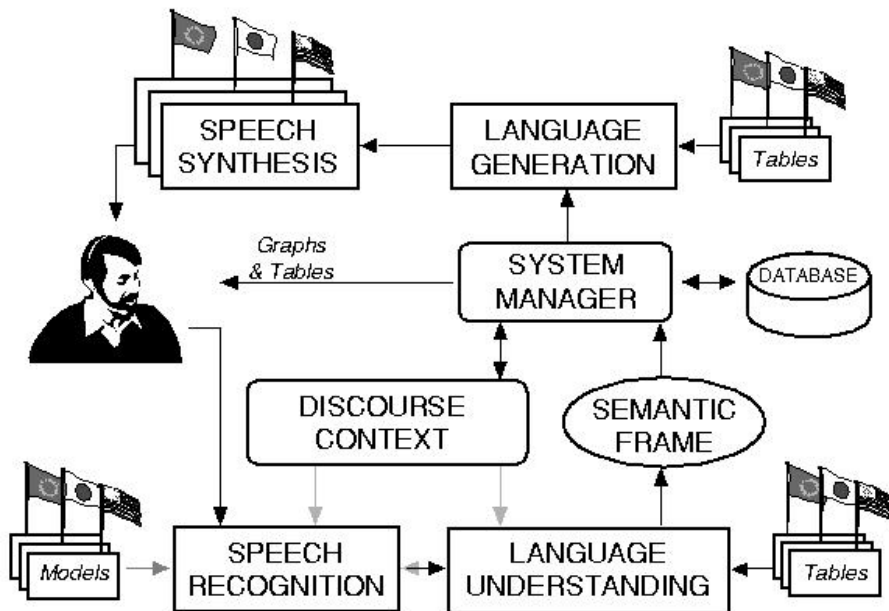 SPEECH
SYNTHESIS
LANGUAGE
GENERATION
Tables
Graphs
& Tables
SYSTEM
MANAGER
DATABASE
DISCOURSE
CONTEXT
SEMANTIC
FRAME
Models
SPEECH
RECOGNITION
LANGUAGE
UNDERSTANDING
Tables